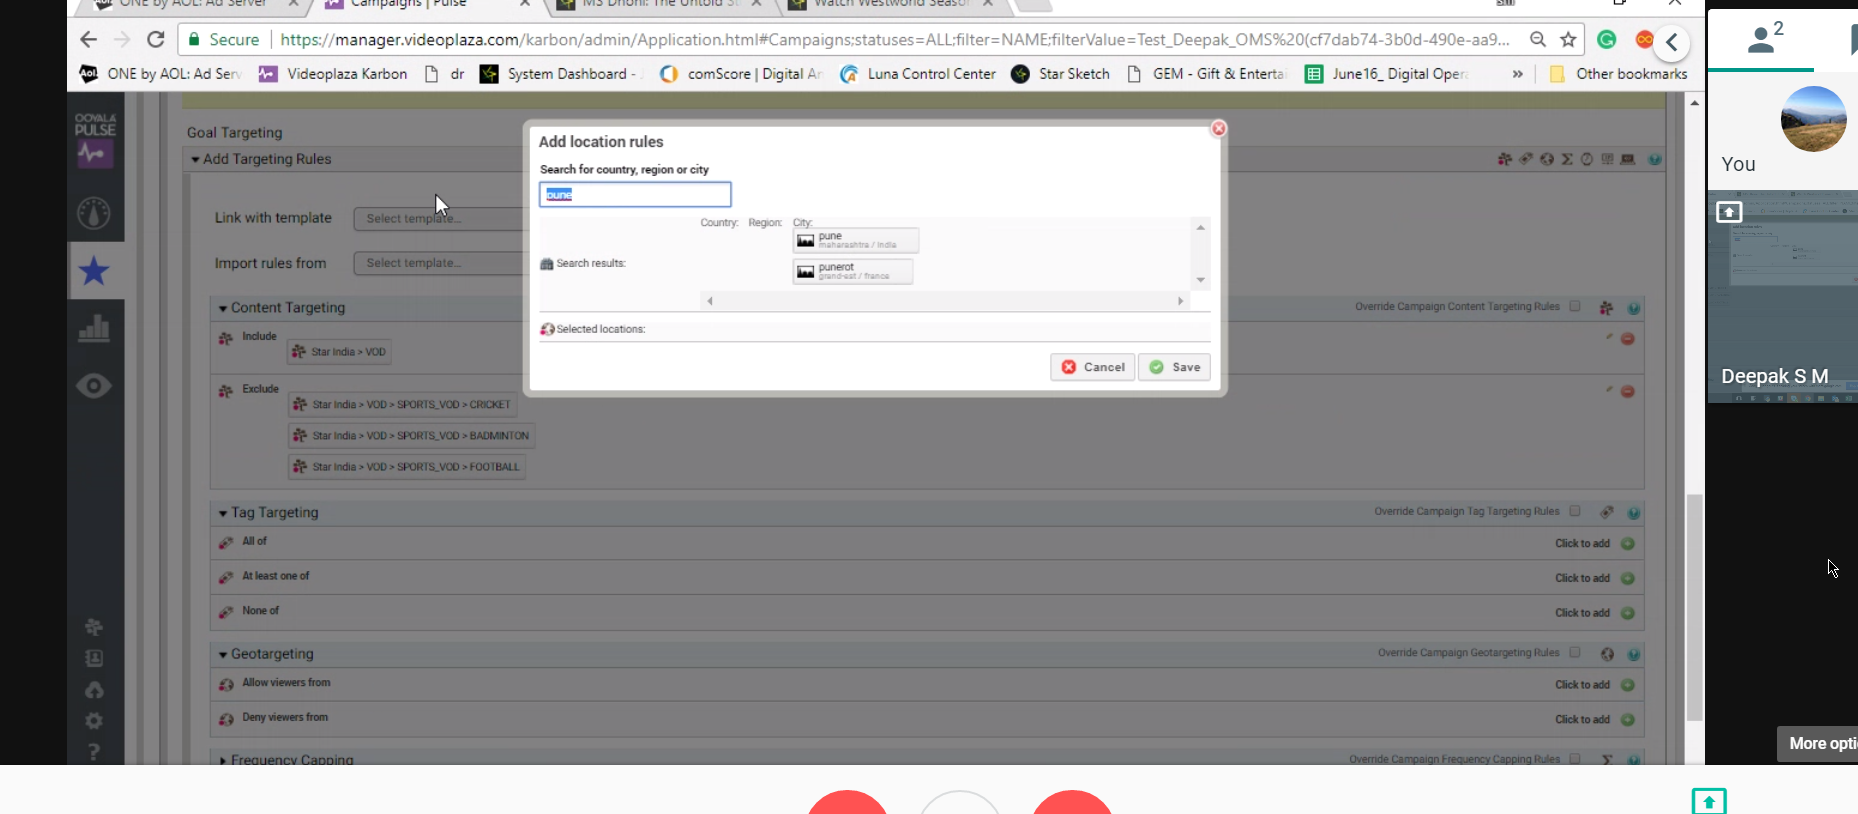 ONE by AOL: Ad Server
Campaigns | Pulse
MS Dhoni: The Untold St
Watch Westworld Season
Secure
https://manager.videoplaza.com/karbon/admin/Application.html#Campaigns;statuses=ALL;filter=NAME;filterValue=Test_Deepak_OMS%20(cf7dab74-3b0d-490e-aa9...
Aol.
ONE by AOL: Ad Serv
Videoplaza Karbon
dr
System Dashboard -
comScore | Digital An
Luna Control Center
Star Sketch
GEM - Gift & Enterta
June16_ Digital Oper
»
Other bookmarks
2
You
Deepak S M
More opti
OOYALA
PULSE
Goal Targeting
Add Targeting Rules
Link with template
Select template...
Import rules from
Select template...
Add location rules
Search for country, region or city
pune
Country: Region: City:
pune
maharashtra / india
Search results:
punerot
grand-est / france
Selected locations:
Cancel
Save
Content Targeting
Override Campaign Content Targeting Rules
Include
Star India > VOD
Exclude
Star India > VOD > SPORTS_VOD > CRICKET
Star India > VOD > SPORTS_VOD > BADMINTON
Star India > VOD > SPORTS_VOD > FOOTBALL
Tag Targeting
Override Campaign Tag Targeting Rules
All of
Click to add
At least one of
Click to add
None of
Click to add
Geotargeting
Override Campaign Geotargeting Rules
Allow viewers from
Click to add
Deny viewers from
Click to add
Frequency Capping
Override Campaign Frequency Capping Rules
?